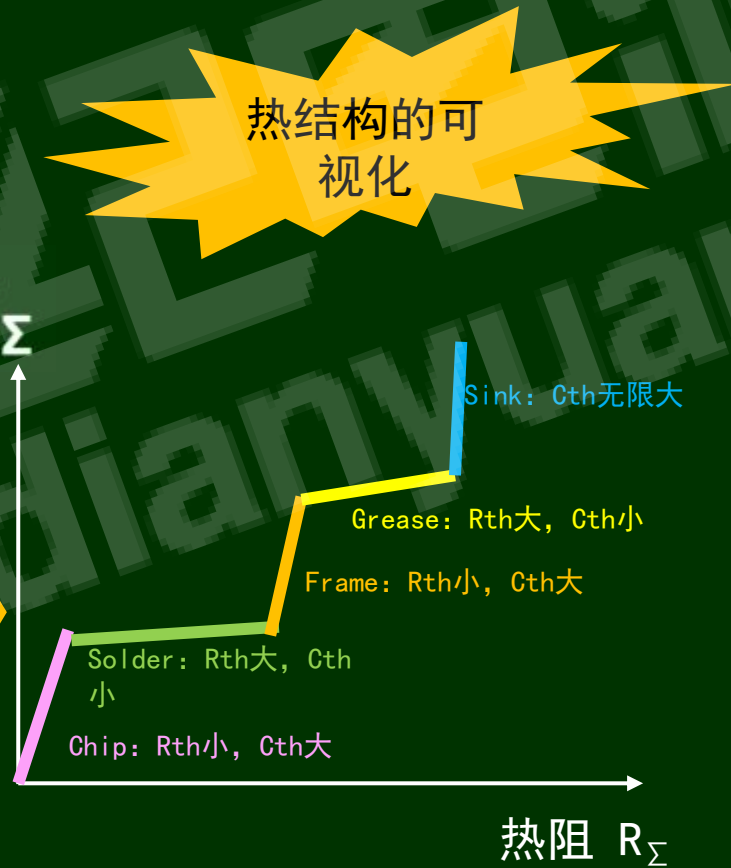 热结构的可
视化
Σ
Sink: Cth无限大
Grease: Rth大, Cth小
Frame: Rth小, Cth大
Solder: Rth大, Cth
小
Chip: Rth小, Cth大
热阻 RΣ